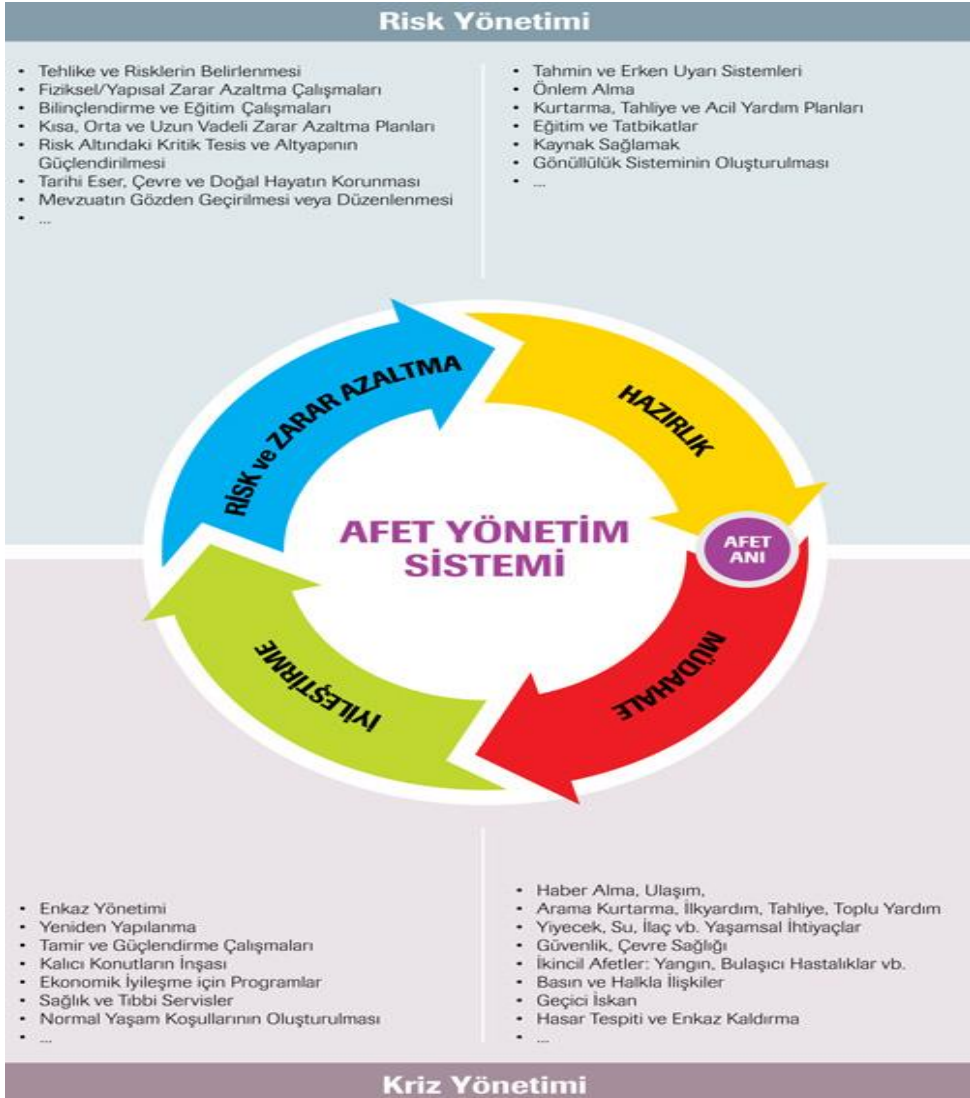 Risk Yönetimi
• Tehlike ve Risklerin Belirlenmesi
• Fiziksel/Yapısal Zarar Azaltma Çalışmaları
• Bilinçlendirme ve Eğitim Çalışmaları
• Kısa, Orta ve Uzun Vadeli Zarar Azaltma Planları
• Risk Altındaki Kritik Tesis ve Altyapının
Güçlendirilmesi
• Tarihi Eser, Çevre ve Doğal Hayatın Korunması
• Mevzuatın Gözden Geçirilmesi veya Düzenlenmesi
• ...
• Tahmin ve Erken Uyarı Sistemleri
• Önlem Alma
• Kurtarma, Tahliye ve Acil Yardım Planları
• Eğitim ve Tatbikatlar
• Kaynak Sağlamak
• Gönüllülük Sisteminin Oluşturulması
• ...
RİSK ve ZARAR AZALTMA
HAZIRLIK
AFET YÖNETİM
SİSTEMİ
AFET
ANI
İYİLEŞTİRME
MÜDAHALE
• Enkaz Yönetimi
• Yeniden Yapılanma
• Tamir ve Güçlendirme Çalışmaları
• Kalıcı Konutların İnşası
• Ekonomik İyileşme için Programlar
• Sağlık ve Tıbbi Servisler
• Normal Yaşam Koşullarının Oluşturulması
• ...
• Haber Alma, Ulaşım,
• Arama Kurtarma, İlkyardım, Tahliye, Toplu Yardım
• Yiyecek, Su, İlaç vb. Yaşamsal İhtiyaçlar
• Güvenlik, Çevre Sağlığı
• İkincil Afetler: Yangın, Bulaşıcı Hastalıklar vb.
• Basın ve Halkla İlişkiler
• Geçici İskan
• Hasar Tespiti ve Enkaz Kaldırma
• ...
Kriz Yönetimi